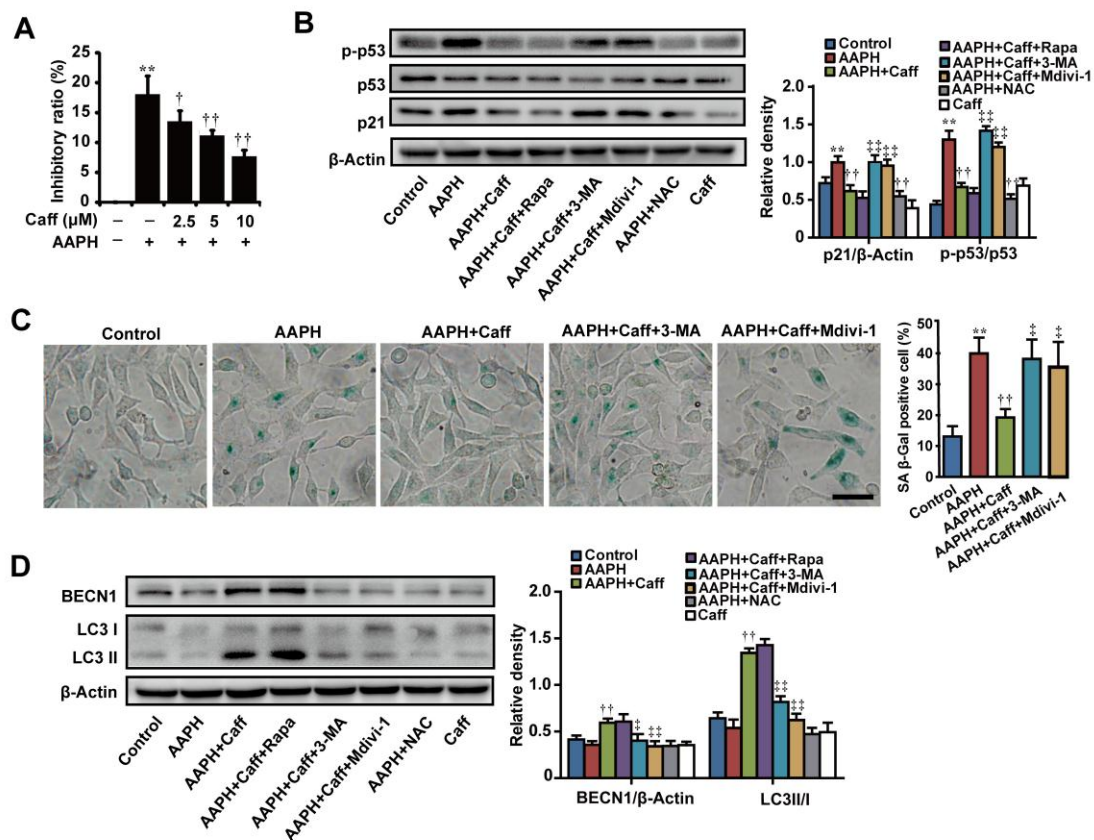 A
Inhibitory ratio (%)
25
20
15
10
5
0
**
†
††
††
Caff (µM) – – 2.5 5 10
AAPH – + + + +
B
p-p53
p53
p21
β-Actin
Control
AAPH
AAPH+Caff
AAPH+Caff+Rapa
AAPH+Caff+3-MA
AAPH+Caff+Mdivi-1
AAPH+NAC
Caff
Control
AAPH
AAPH+Caff
AAPH+Caff+Rapa
AAPH+Caff+3-MA
AAPH+Caff+Mdivi-1
AAPH+NAC
Caff
Relative density
2.0
1.5
1.0
0.5
0
** †† ‡‡ ‡‡ ††
** †† ‡‡ ‡‡ ††
p21/β-Actin p-p53/p53
C
Control AAPH AAPH+Caff AAPH+Caff+3-MA AAPH+Caff+Mdivi-1
SA β-Gal positive cell (%)
50
40
30
20
10
0
** †† ‡ ‡
Control
AAPH
AAPH+Caff
AAPH+Caff+3-MA
AAPH+Caff+Mdivi-1
D
BECN1
LC3 I
LC3 II
β-Actin
Control
AAPH
AAPH+Caff
AAPH+Caff+Rapa
AAPH+Caff+3-MA
AAPH+Caff+Mdivi-1
AAPH+NAC
Caff
Control
AAPH
AAPH+Caff
AAPH+Caff+Rapa
AAPH+Caff+3-MA
AAPH+Caff+Mdivi-1
AAPH+NAC
Caff
Relative density
2.0
1.5
1.0
0.5
0
†† ‡ ‡‡
†† ‡‡ ‡‡
BECN1/β-Actin LC3II/I